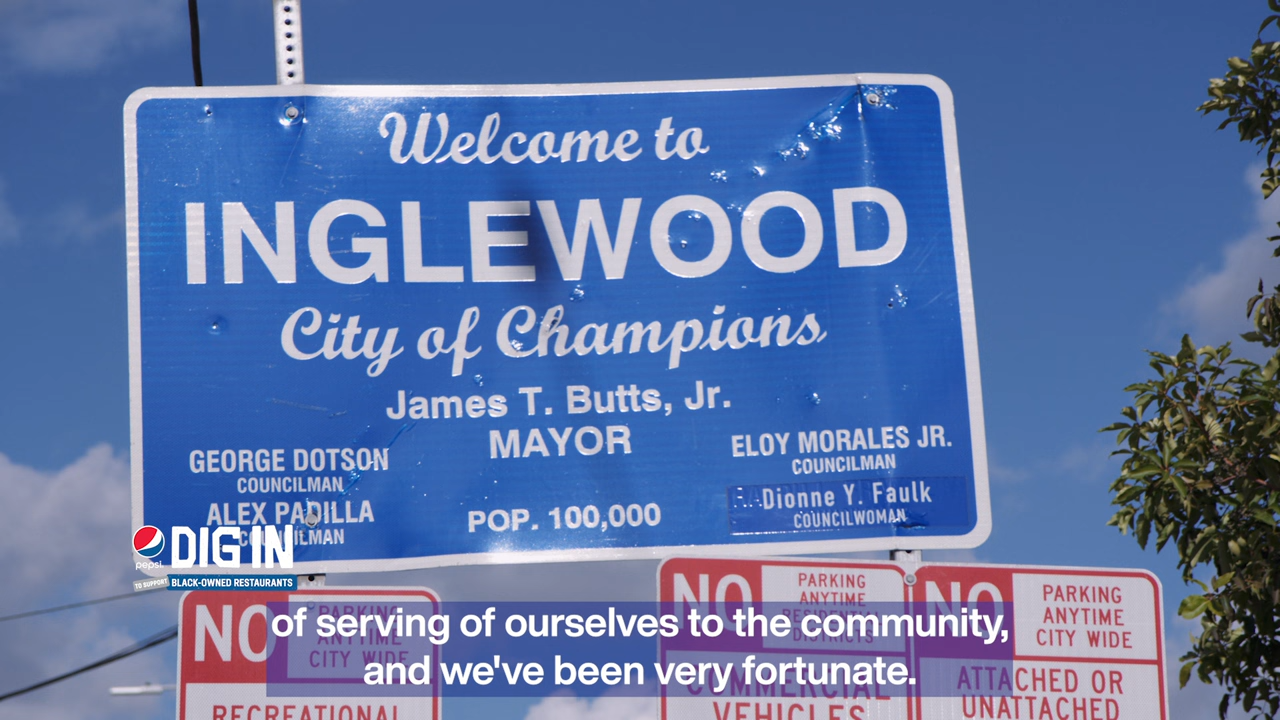 Welcome to
INGLEWOOD
City of Champions
James T. Butts, Jr.
MAYOR
GEORGE DOTSON
COUNCILMAN
ALEX PADILLA
COUNCILMAN
POP. 100,000
ELOY MORALES JR.
COUNCILMAN
Dionne Y. Faulk
COUNCILWOMAN
pepsi
DIG IN
TO SUPPORT
BLACK-OWNED RESTAURANTS
NO
PARKING
ANYTIME
CITY WIDE
RECREATIONAL
NO
PARKING
ANYTIME
RESIDENTIAL
DISTRICTS
COMMERCIAL
VEHICLES
NO
PARKING
ANYTIME
CITY WIDE
ATTACHED OR
UNATTACHED
of serving of ourselves to the community,
and we've been very fortunate.